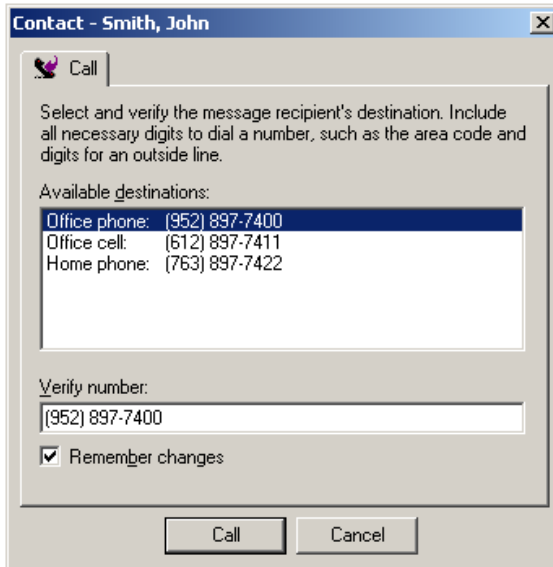 Contact - Smith, John
Call
Select and verify the message recipient's destination. Include
all necessary digits to dial a number, such as the area code and
digits for an outside line.
Available destinations:
Office phone: (952) 897-7400
Office cell: (612) 897-7411
Home phone: (763) 897-7422
Verify number:
(952) 897-7400
Remember changes
Call Cancel